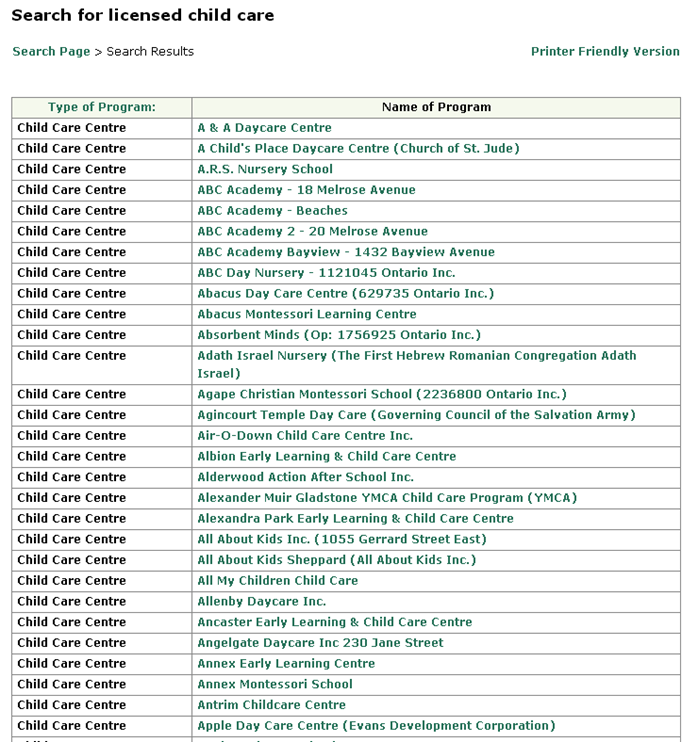 Search for licensed child care
Search Page > Search Results
Printer Friendly Version
Type of Program: Name of Program
Child Care Centre A & A Daycare Centre
Child Care Centre A Child's Place Daycare Centre (Church of St. Jude)
Child Care Centre A.R.S. Nursery School
Child Care Centre ABC Academy - 18 Melrose Avenue
Child Care Centre ABC Academy - Beaches
Child Care Centre ABC Academy 2 - 20 Melrose Avenue
Child Care Centre ABC Academy Bayview - 1432 Bayview Avenue
Child Care Centre ABC Day Nursery - 1121045 Ontario Inc.
Child Care Centre Abacus Day Care Centre (629735 Ontario Inc.)
Child Care Centre Abacus Montessori Learning Centre
Child Care Centre Absorbent Minds (Op: 1756925 Ontario Inc.)
Child Care Centre Adath Israel Nursery (The First Hebrew Romanian Congregation Adath
Israel)
Child Care Centre Agape Christian Montessori School (2236800 Ontario Inc.)
Child Care Centre Agincourt Temple Day Care (Governing Council of the Salvation Army)
Child Care Centre Air-O-Down Child Care Centre Inc.
Child Care Centre Albion Early Learning & Child Care Centre
Child Care Centre Alderwood Action After School Inc.
Child Care Centre Alexander Muir Gladstone YMCA Child Care Program (YMCA)
Child Care Centre Alexandra Park Early Learning & Child Care Centre
Child Care Centre All About Kids Inc. (1055 Gerrard Street East)
Child Care Centre All About Kids Sheppard (All About Kids Inc.)
Child Care Centre All My Children Child Care
Child Care Centre Allenby Daycare Inc.
Child Care Centre Ancaster Early Learning & Child Care Centre
Child Care Centre Angelgate Daycare Inc 230 Jane Street
Child Care Centre Annex Early Learning Centre
Child Care Centre Annex Montessori School
Child Care Centre Antrim Childcare Centre
Child Care Centre Apple Day Care Centre (Evans Development Corporation)